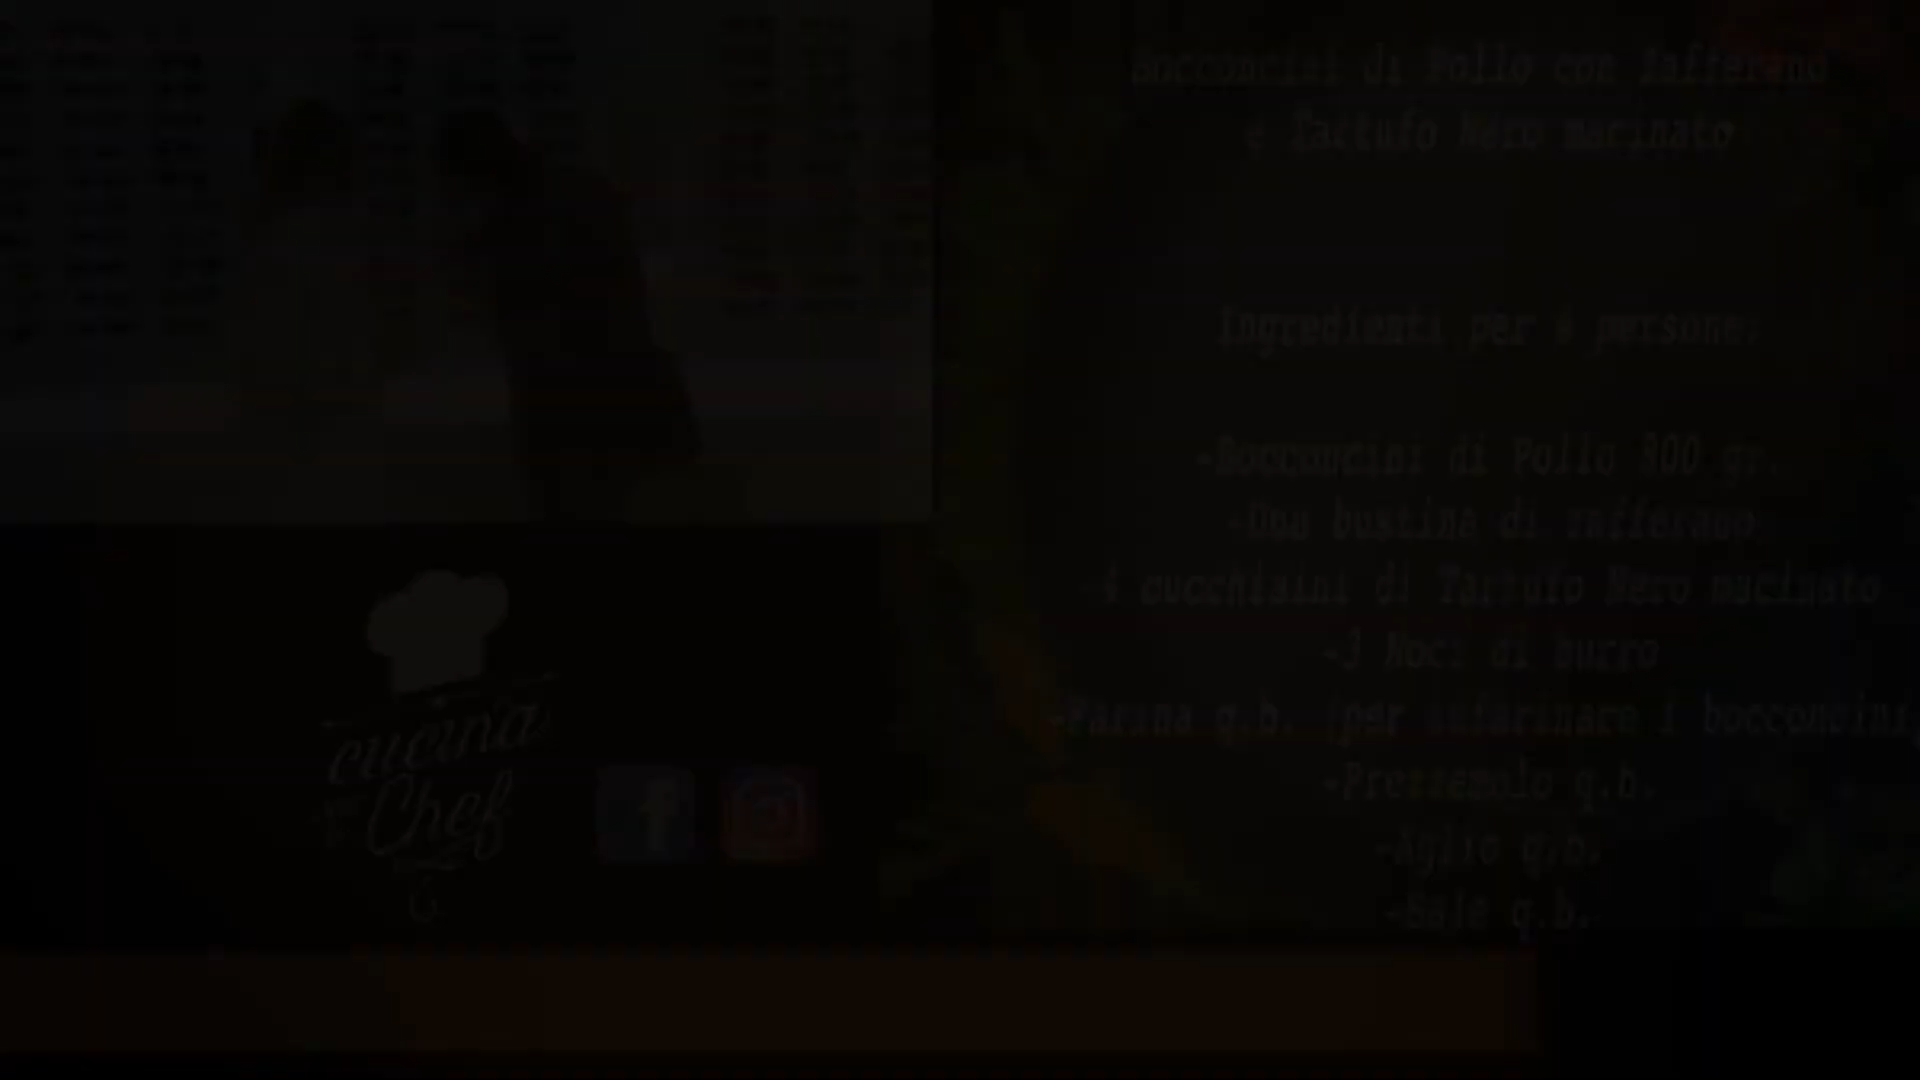 Bocconcini di Pollo con Zafferano
e Tartufo Nero macinato
Ingredienti per 4 persone:
-Bocconcini di Pollo 800 gr.
-Una bustina di zafferano
4 cucchiaini di Tartufo Nero macinato
-3 Noci di burro
-Farina q.b. (per infarinare i bocconcini)
-Prezzemolo q.b.
-Aglio q.b.
-Sale q.b.
cucina
Chef